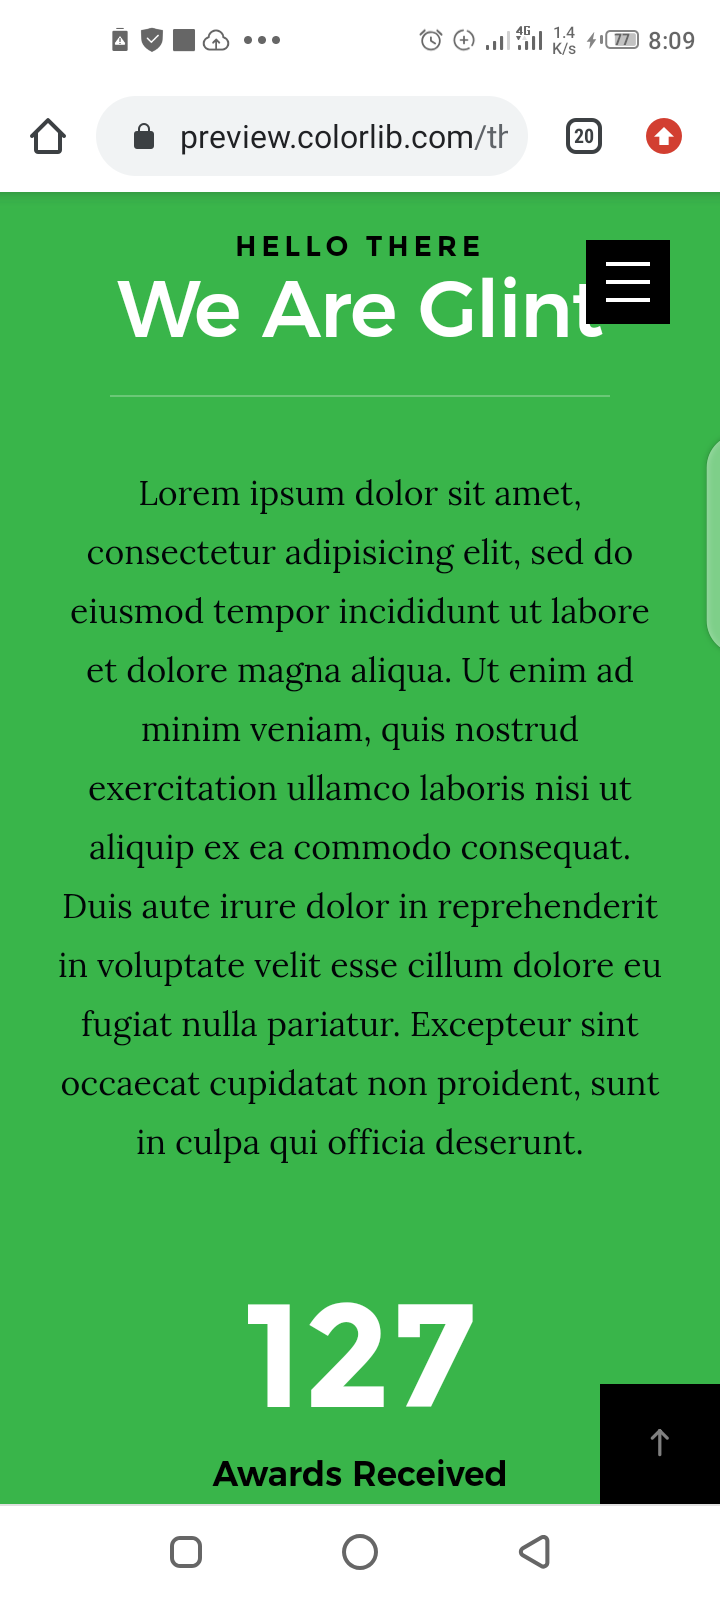 4G
1.4
K/s
77
8:09
preview.colorlib.com/th
20
HELLO THERE
We Are Glint
Lorem ipsum dolor sit amet,
consectetur adipisicing elit, sed do
eiusmod tempor incididunt ut labore
et dolore magna aliqua. Ut enim ad
minim veniam, quis nostrud
exercitation ullamco laboris nisi ut
aliquip ex ea commodo consequat.
Duis aute irure dolor in reprehenderit
in voluptate velit esse cillum dolore eu
fugiat nulla pariatur. Excepteur sint
occaecat cupidatat non proident, sunt
in culpa qui officia deserunt.
127
Awards Received